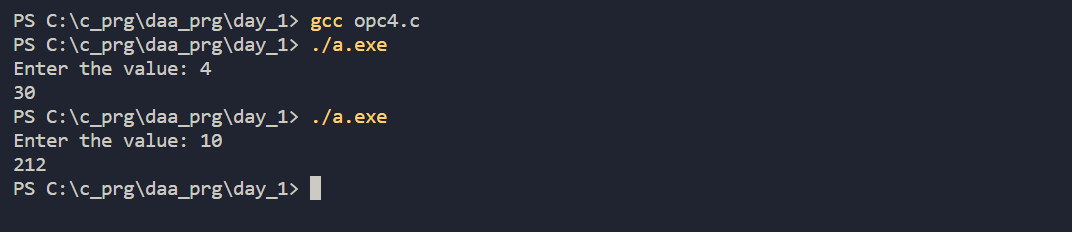 PS C:\c_prg\daa_prg\day_1> gcc opc4.c
PS C:\c_prg\daa_prg\day_1> ./a.exe
Enter the value: 4
30
PS C:\c_prg\daa_prg\day_1> ./a.exe
Enter the value: 10
212
PS C:\c_prg\daa_prg\day_1>